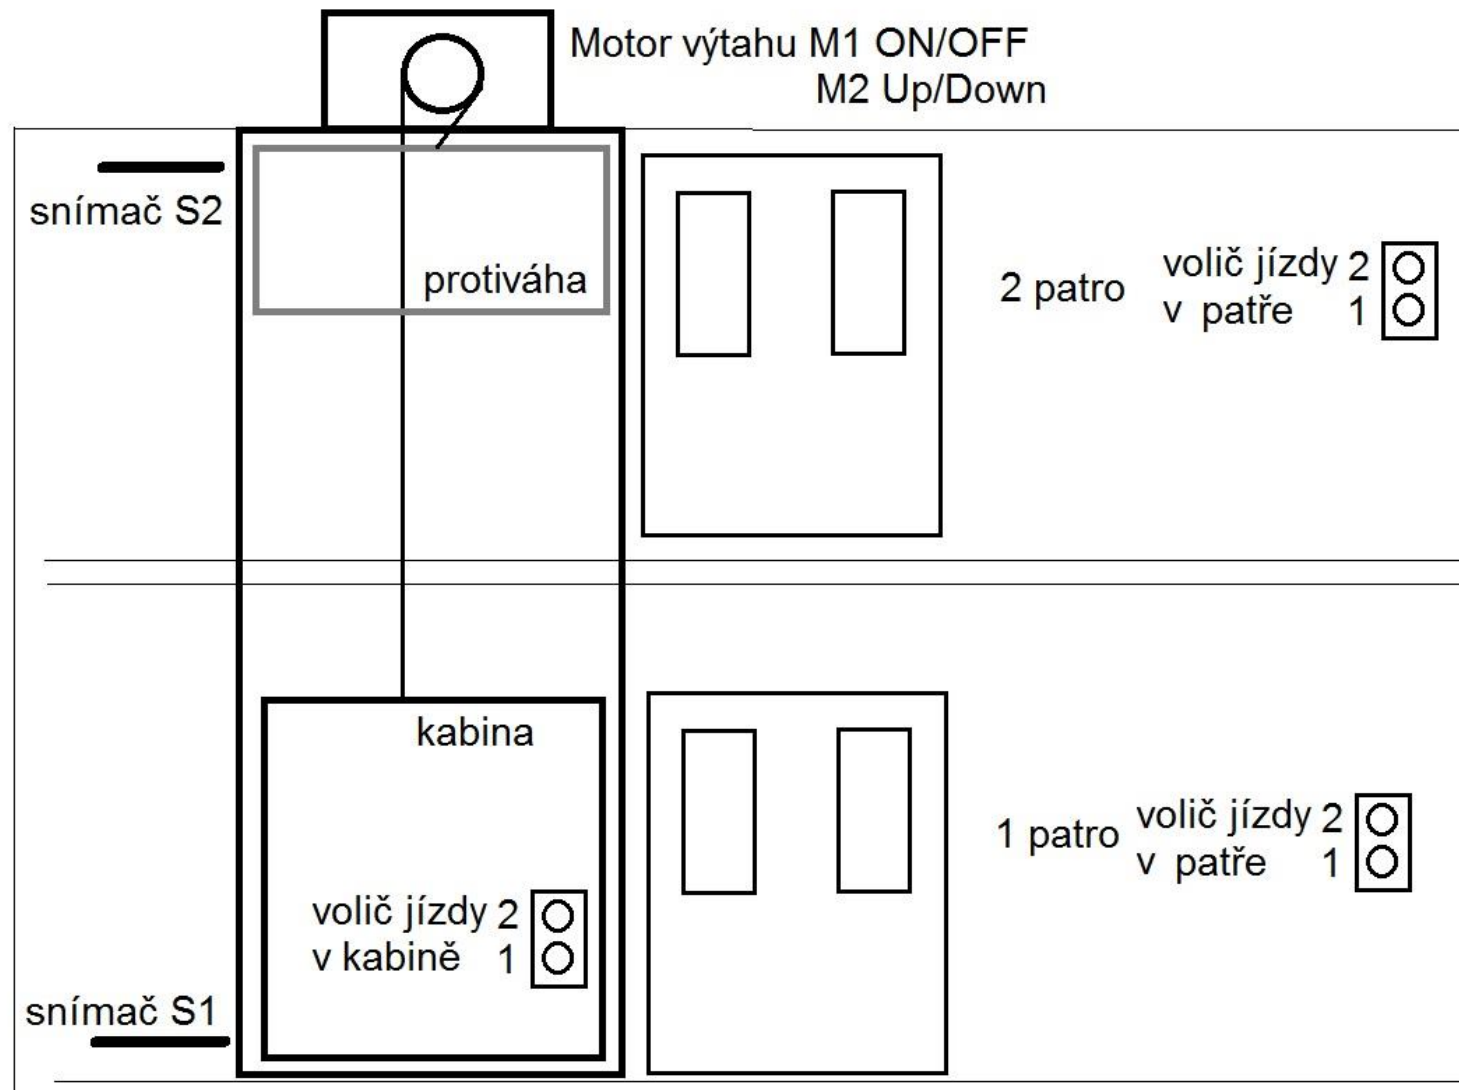 Motor výtahu M1 ON/OFF
M2 Up/Down
snímač S2
protiváha
2 patro
volič jízdy 2
v patře 1
kabina
1 patro
volič jízdy 2
v patře 1
volič jízdy 2
v kabině 1
snímač S1